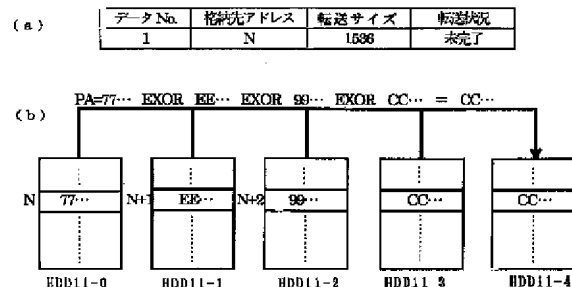 (a)
データNo. 格納先アドレス 転送サイズ 転送状況
1 N 1536 未完了
(b)
PA=77… EXOR EE… EXOR 99… EXOR CC… = CC…
N 77… N+1 EE… N+2 99… CC… CC…
HDD11-0 HDD11-1 HDD11-2 HDD11-3 HDD11-4